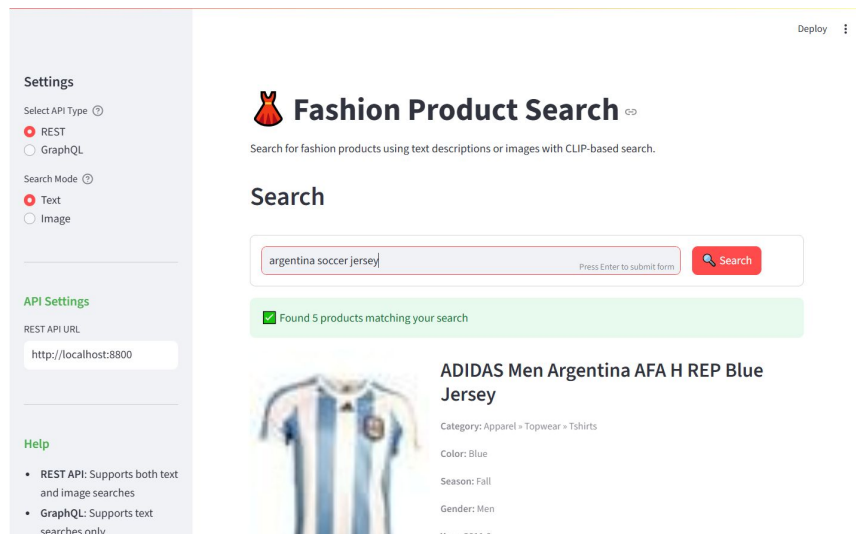 Deploy
Settings
Select API Type
REST
GraphQL
Search Mode
Text
Image
API Settings
REST API URL
http://localhost:8800
Help
• REST API: Supports both text
and image searches
• GraphQL: Supports text
searches only
Fashion Product Search
Search for fashion products using text descriptions or images with CLIP-based search.
Search
argentina soccer jersey
Press Enter to submit form
Search
Found 5 products matching your search
ADIDAS Men Argentina AFA H REP Blue
Jersey
Category: Apparel » Topwear » Tshirts
Color: Blue
Season: Fall
Gender: Men